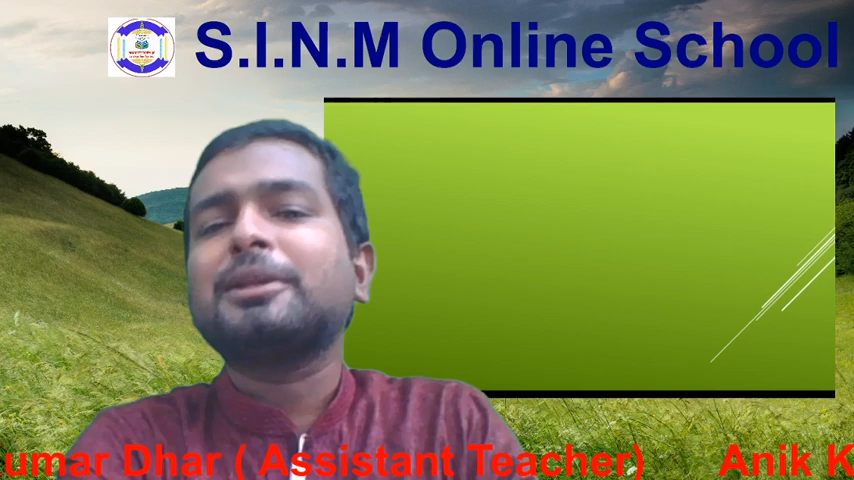 S.I.N.M Online School
umar Dhar ( Assistant Teacher) Anik K